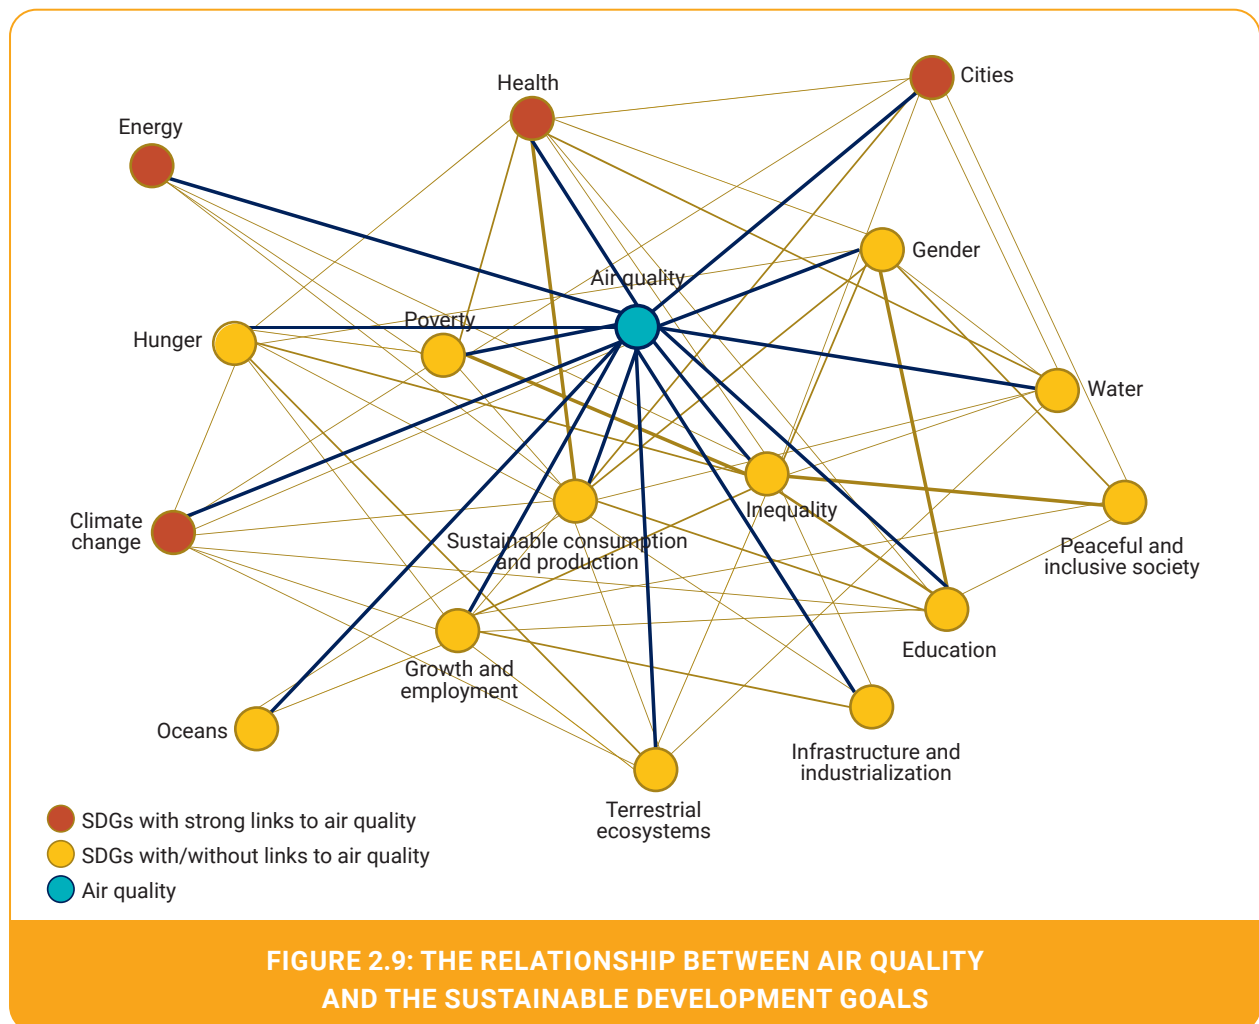 Cities
Health
Energy
Gender
Air quality
Poverty
Hunger
Water
Inequality
Climate
change
Sustainable consumption
and production
Peaceful and
inclusive society
Education
Growth and
employment
Oceans
Infrastructure and
industrialization
Terrestrial
ecosystems
SDGs with strong links to air quality
SDGs with/without links to air quality
Air quality
FIGURE 2.9: THE RELATIONSHIP BETWEEN AIR QUALITY
AND THE SUSTAINABLE DEVELOPMENT GOALS